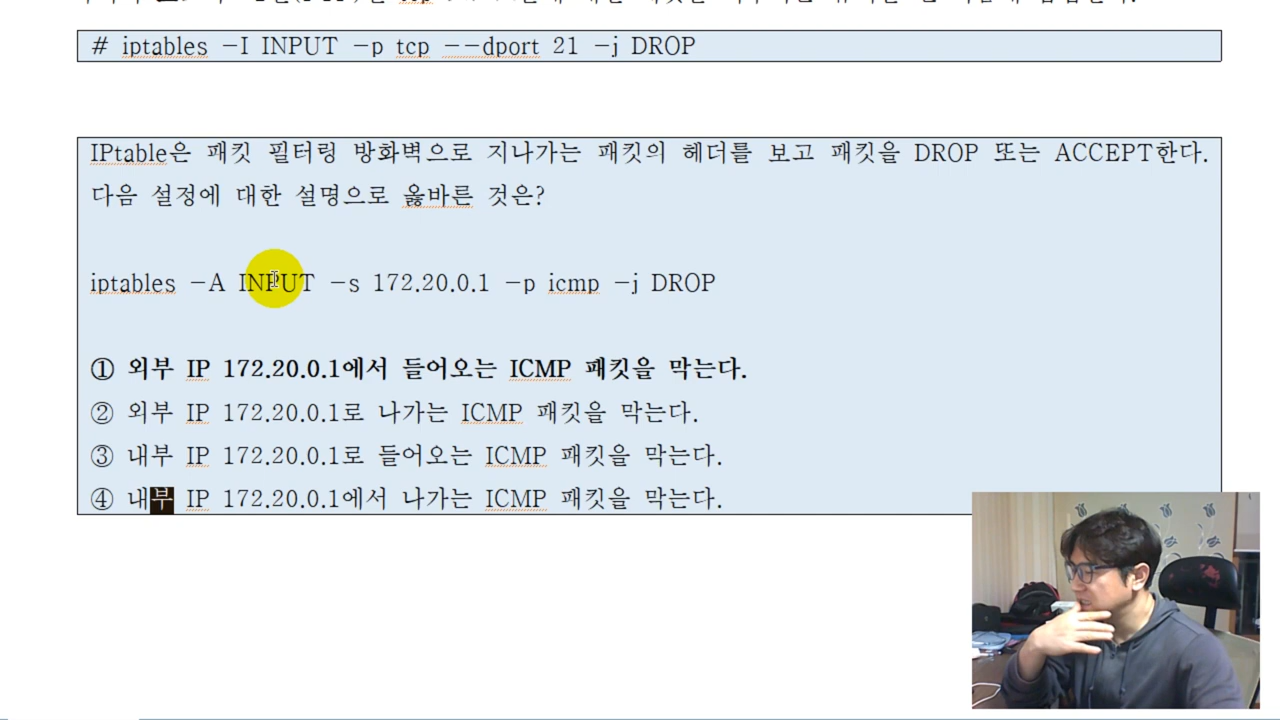 # iptables -I INPUT -p tcp --dport 21 -j DROP
IPtable은 패킷 필터링 방화벽으로 지나가는 패킷의 헤더를 보고 패킷을 DROP 또는 ACCEPT한다.
다음 설정에 대한 설명으로 옳바른 것은?
iptables -A INPUT -s 172.20.0.1 -p icmp -j DROP
① 외부 IP 172.20.0.1에서 들어오는 ICMP 패킷을 막는다.
② 외부 IP 172.20.0.1로 나가는 ICMP 패킷을 막는다.
③ 내부 IP 172.20.0.1로 들어오는 ICMP 패킷을 막는다.
④ 내부 IP 172.20.0.1에서 나가는 ICMP 패킷을 막는다.